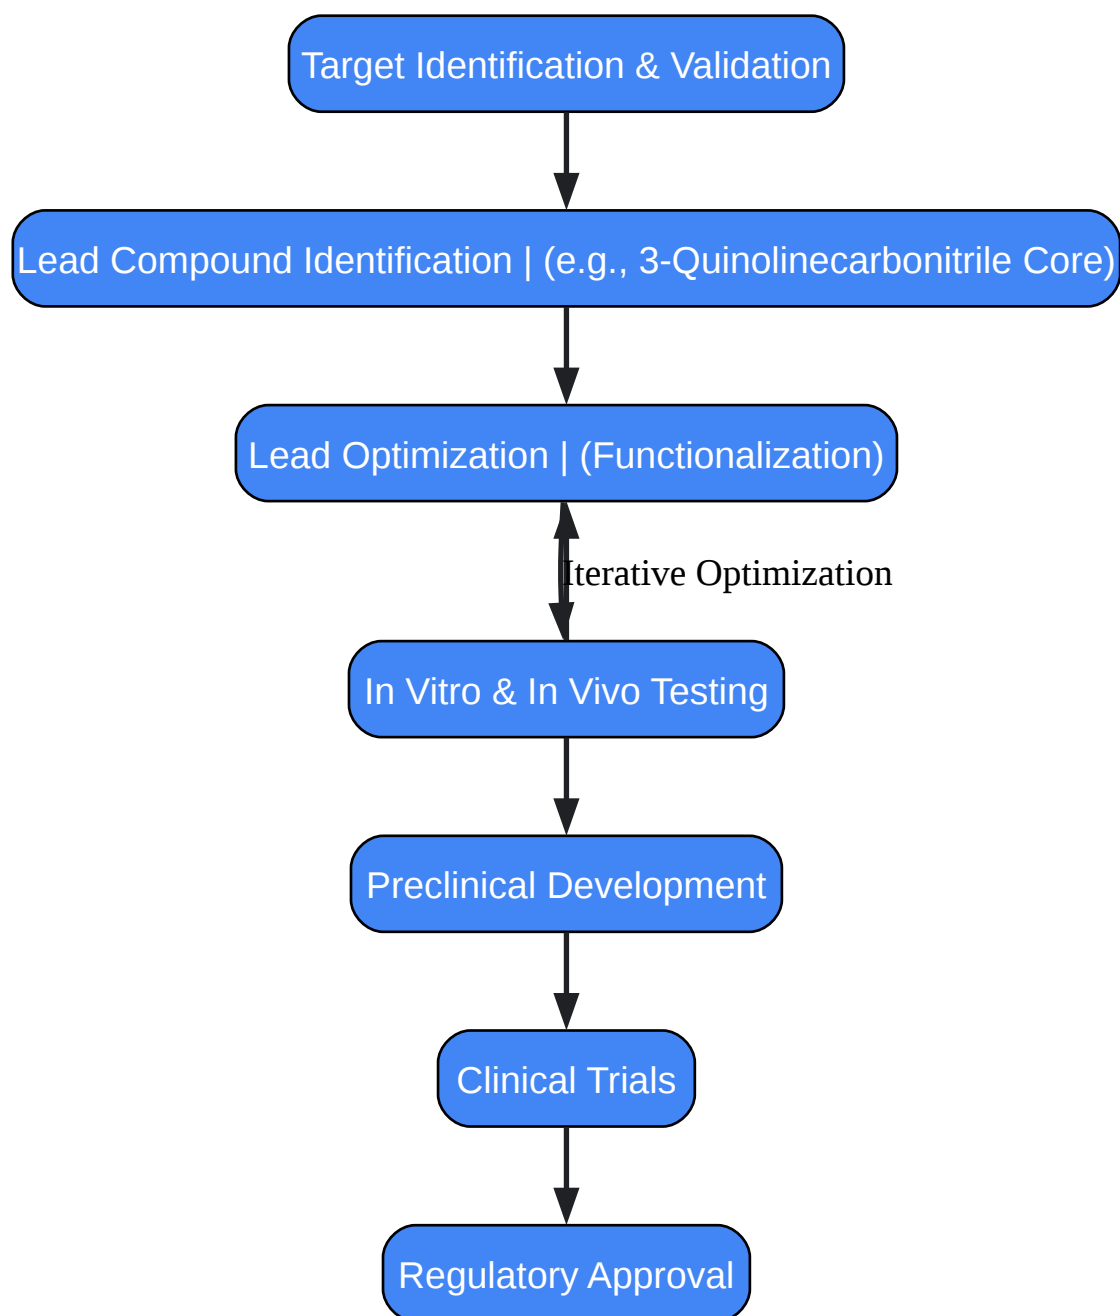 Target Identification & Validation
Lead Compound Identification | (e.g., 3-Quinolinecarbonitrile Core)
Lead Optimization | (Functionalization)
Iterative Optimization
In Vitro & In Vivo Testing
Preclinical Development
Clinical Trials
Regulatory Approval